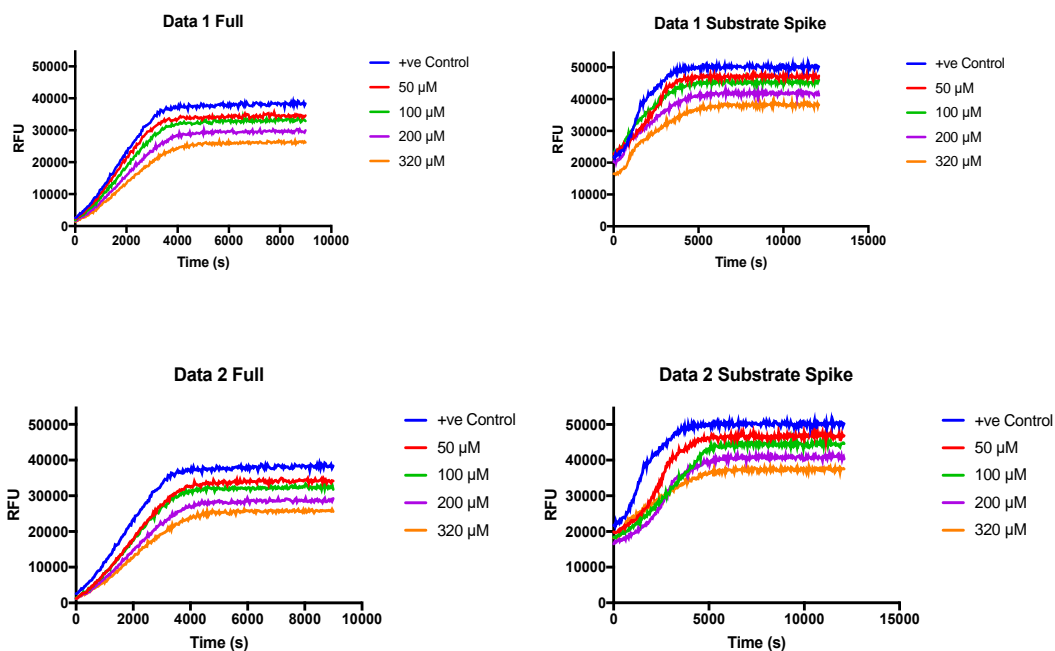 Data 1 Full
RFU
50000
40000
30000
20000
10000
0
0 2000 4000 6000 8000 10000
Time (s)
+ve Control
50 µM
100 µM
200 µM
320 µM
Data 1 Substrate Spike
RFU
50000
40000
30000
20000
10000
0
0 5000 10000 15000
Time (s)
+ve Control
50 µM
100 µM
200 µM
320 µM
Data 2 Full
RFU
50000
40000
30000
20000
10000
0
0 2000 4000 6000 8000 10000
Time (s)
+ve Control
50 µM
100 µM
200 µM
320 µM
Data 2 Substrate Spike
RFU
50000
40000
30000
20000
10000
0
0 5000 10000 15000
Time (s)
+ve Control
50 µM
100 µM
200 µM
320 µM